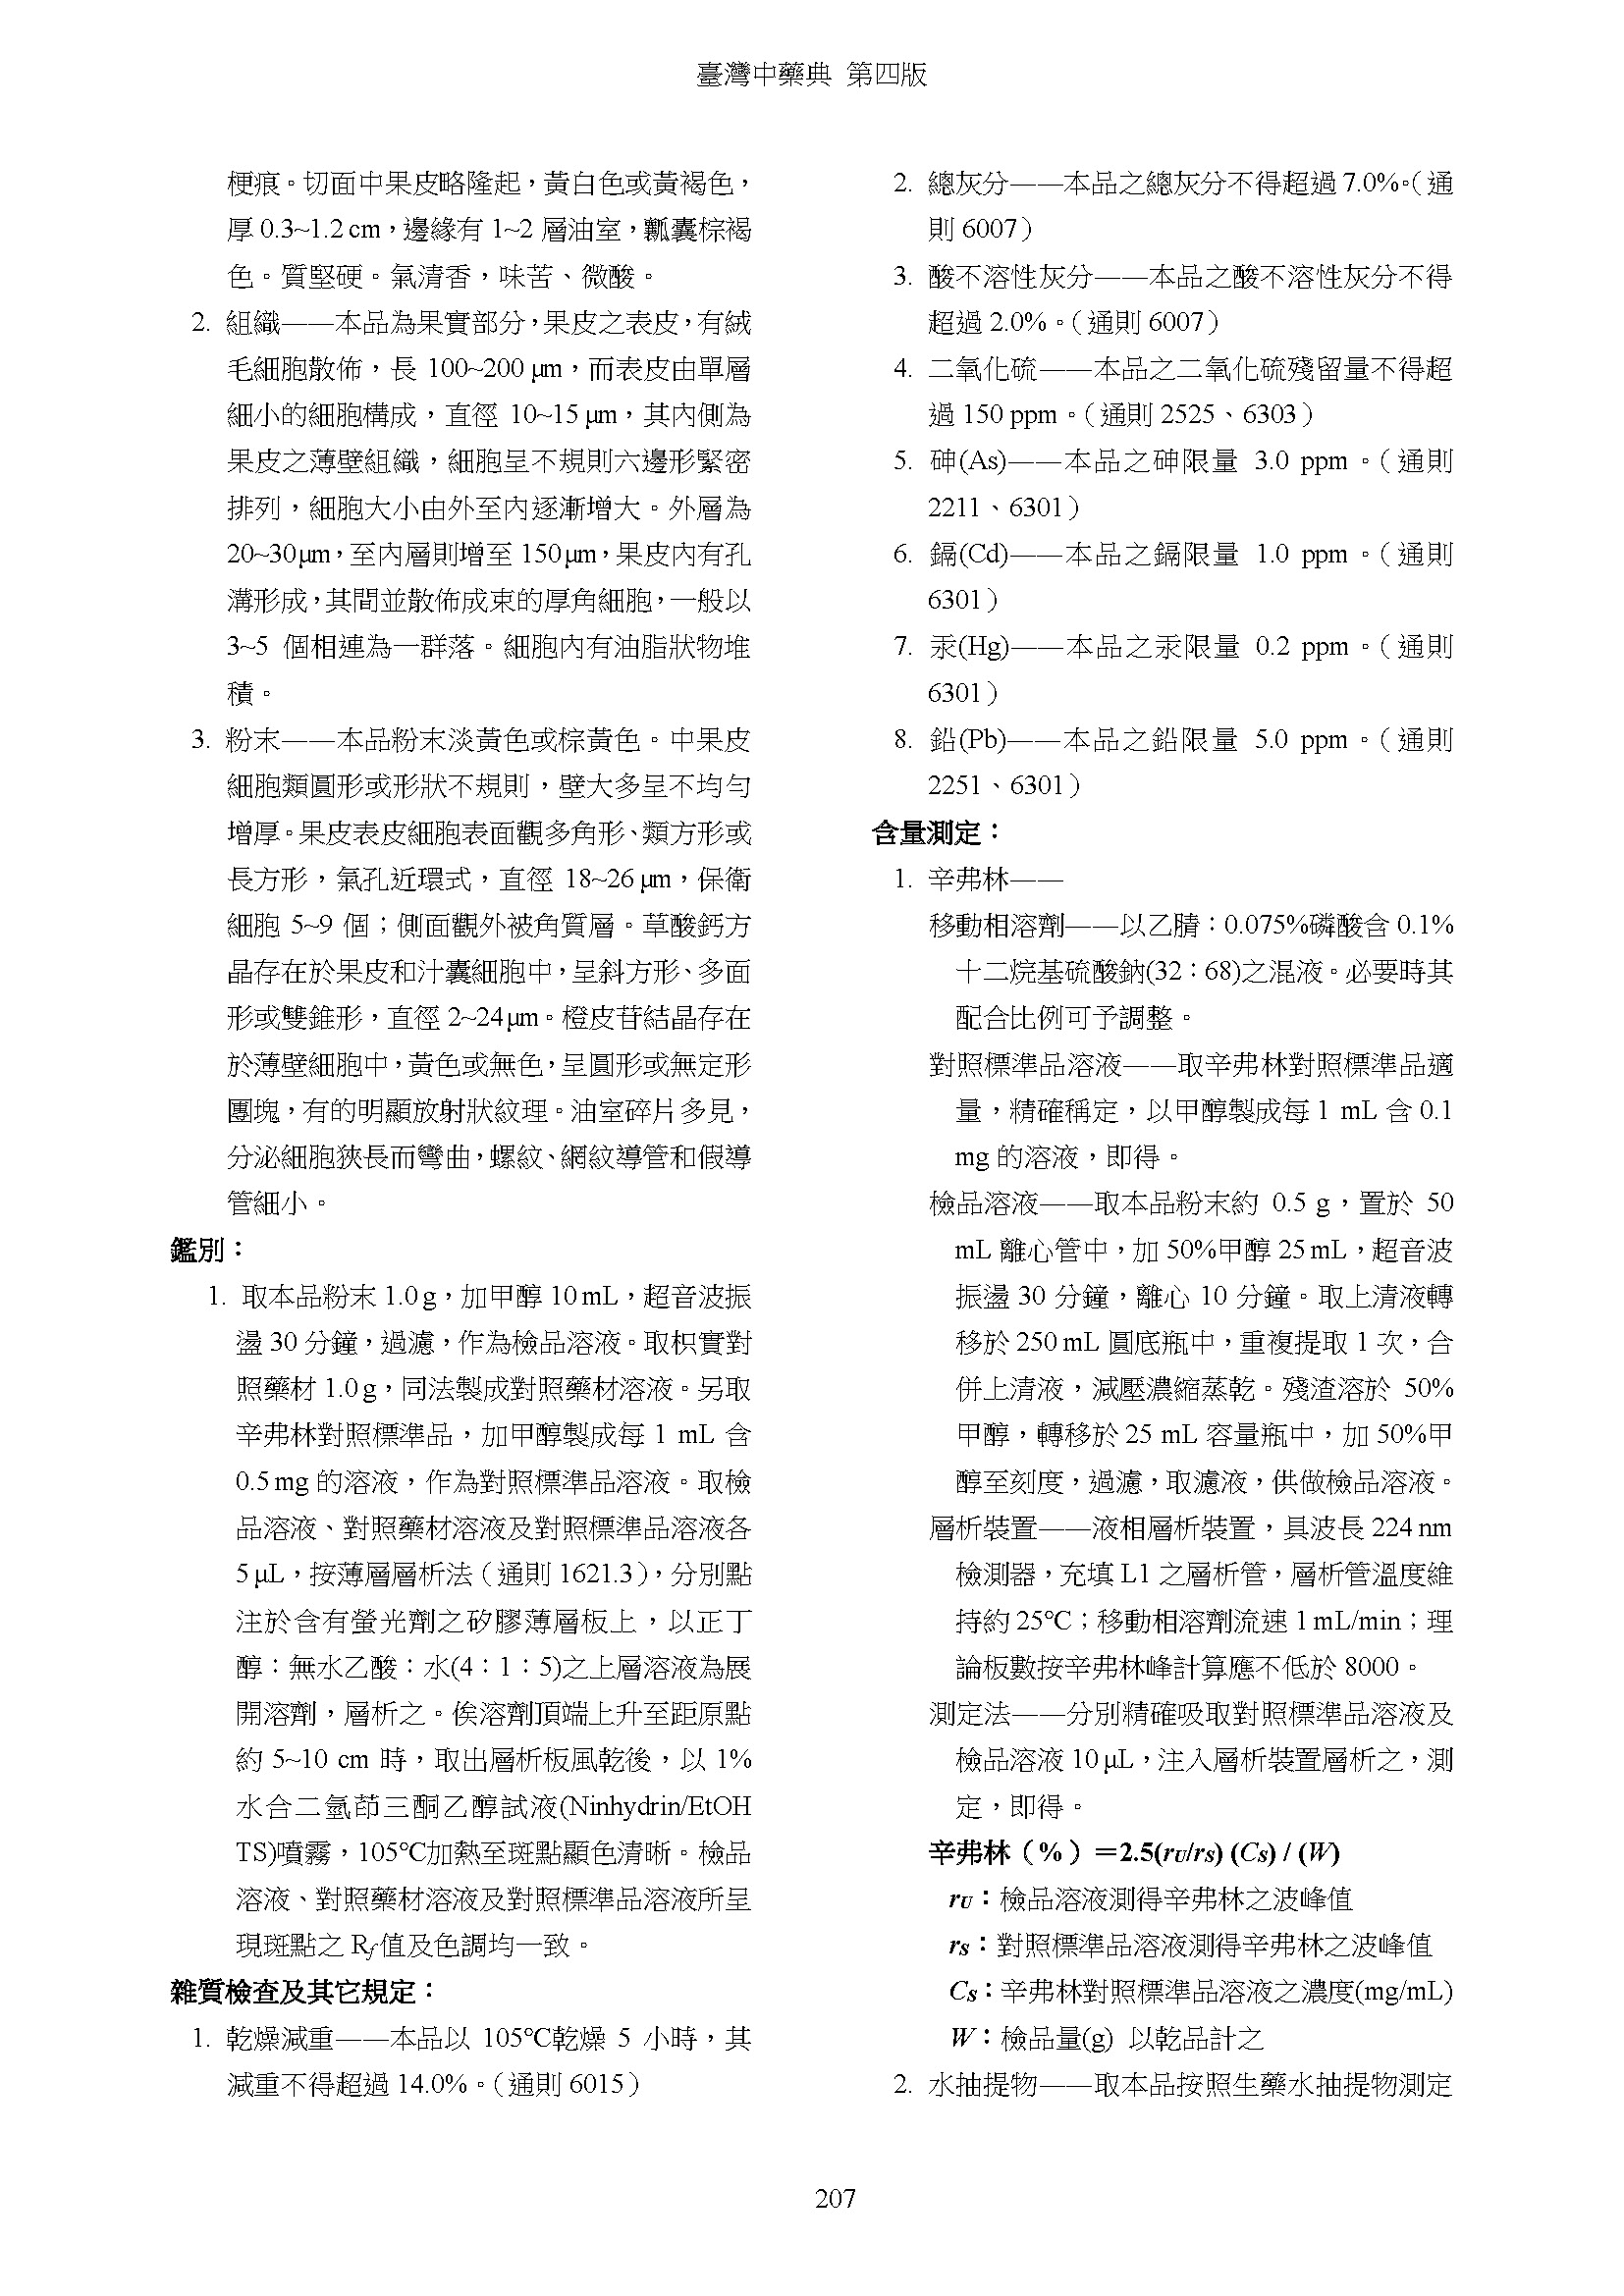 臺灣中藥典 第四版
梗痕。切面中果皮略隆起，黃白色或黃褐色，
厚 0.3~1.2 cm，邊緣有 1~2 層油室，瓤囊棕褐
色。質堅硬。氣清香，味苦、微酸。
2. 組織——本品為果實部分，果皮之表皮，有絨
毛細胞散佈，長 100~200 μm，而表皮由單層
細小的細胞構成，直徑 10~15 μm，其內側為
果皮之薄壁組織，細胞呈不規則六邊形緊密
排列，細胞大小由外至內逐漸增大。外層為
20~30μm，至內層則增至 150μm，果皮內有孔
溝形成，其間並散佈成束的厚角細胞，一般以
3~5 個相連為一群落。細胞內有油脂狀物堆
積。
3. 粉末——本品粉末淡黃色或棕黃色。中果皮
細胞類圓形或形狀不規則，壁大多呈不均勻
增厚。果皮表皮細胞表面觀多角形、類方形或
長方形，氣孔近環式，直徑 18~26 μm，保衛
細胞 5~9 個；側面觀外被角質層。草酸鈣方
晶存在於果皮和汁囊細胞中，呈斜方形、多面
形或雙錐形，直徑 2~24μm。橙皮苷結晶存在
於薄壁細胞中，黃色或無色，呈圓形或無定形
團塊，有的明顯放射狀紋理。油室碎片多見，
分泌細胞狹長而彎曲，螺紋、網紋導管和假導
管細小。
鑑別：
1. 取本品粉末 1.0 g，加甲醇 10 mL，超音波振
盪 30 分鐘，過濾，作為檢品溶液。取枳實對
照藥材 1.0 g，同法製成對照藥材溶液。另取
辛弗林對照標準品，加甲醇製成每 1 mL 含
0.5 mg 的溶液，作為對照標準品溶液。取檢
品溶液、對照藥材溶液及對照標準品溶液各
5 μL，按薄層層析法（通則 1621.3），分別點
注於含有螢光劑之矽膠薄層板上，以正丁
醇：無水乙酸：水(4：1：5)之上層溶液為展
開溶劑，層析之。俟溶劑頂端上升至距原點
約 5~10 cm 時，取出層析板風乾後，以 1%
水合二氫茚三酮乙醇試液(Ninhydrin/EtOH
TS)噴霧，105℃加熱至斑點顯色清晰。檢品
溶液、對照藥材溶液及對照標準品溶液所呈
現斑點之 Rf 值及色調均一致。
雜質檢查及其它規定：
1. 乾燥減重——本品以 105℃乾燥 5 小時，其
減重不得超過 14.0%。（通則 6015）
2. 總灰分——本品之總灰分不得超過 7.0%。（通
則 6007）
3. 酸不溶性灰分——本品之酸不溶性灰分不得
超過 2.0%。（通則 6007）
4. 二氧化硫——本品之二氧化硫殘留量不得超
過 150 ppm。（通則 2525、6303）
5. 砷(As)——本品之砷限量 3.0 ppm。（通則
2211、6301）
6. 鎘(Cd)——本品之鎘限量 1.0 ppm。（通則
6301）
7. 汞(Hg)——本品之汞限量 0.2 ppm。（通則
6301）
8. 鉛(Pb)——本品之鉛限量 5.0 ppm。（通則
2251、6301）
含量測定：
1. 辛弗林——
移動相溶劑——以乙腈：0.075%磷酸含 0.1%
十二烷基硫酸鈉(32：68)之混液。必要時其
配合比例可予調整。
對照標準品溶液——取辛弗林對照標準品適
量，精確稱定，以甲醇製成每 1 mL 含 0.1
mg 的溶液，即得。
檢品溶液——取本品粉末約 0.5 g，置於 50
mL 離心管中，加 50%甲醇 25 mL，超音波
振盪 30 分鐘，離心 10 分鐘。取上清液轉
移於 250 mL 圓底瓶中，重複提取 1 次，合
併上清液，減壓濃縮蒸乾。殘渣溶於 50%
甲醇，轉移於 25 mL 容量瓶中，加 50%甲
醇至刻度，過濾，取濾液，供做檢品溶液。
層析裝置——液相層析裝置，具波長 224 nm
檢測器，充填 L1 之層析管，層析管溫度維
持約 25℃；移動相溶劑流速 1 mL/min；理
論板數按辛弗林峰計算應不低於 8000。
測定法——分別精確吸取對照標準品溶液及
檢品溶液 10 μL，注入層析裝置層析之，測
定，即得。
辛弗林（%）＝2.5(rU/rS) (CS) / (W)
rU：檢品溶液測得辛弗林之波峰值
rS：對照標準品溶液測得辛弗林之波峰值
CS：辛弗林對照標準品溶液之濃度(mg/mL)
W：檢品量(g) 以乾品計之
2. 水抽提物——取本品按照生藥水抽提物測定
207